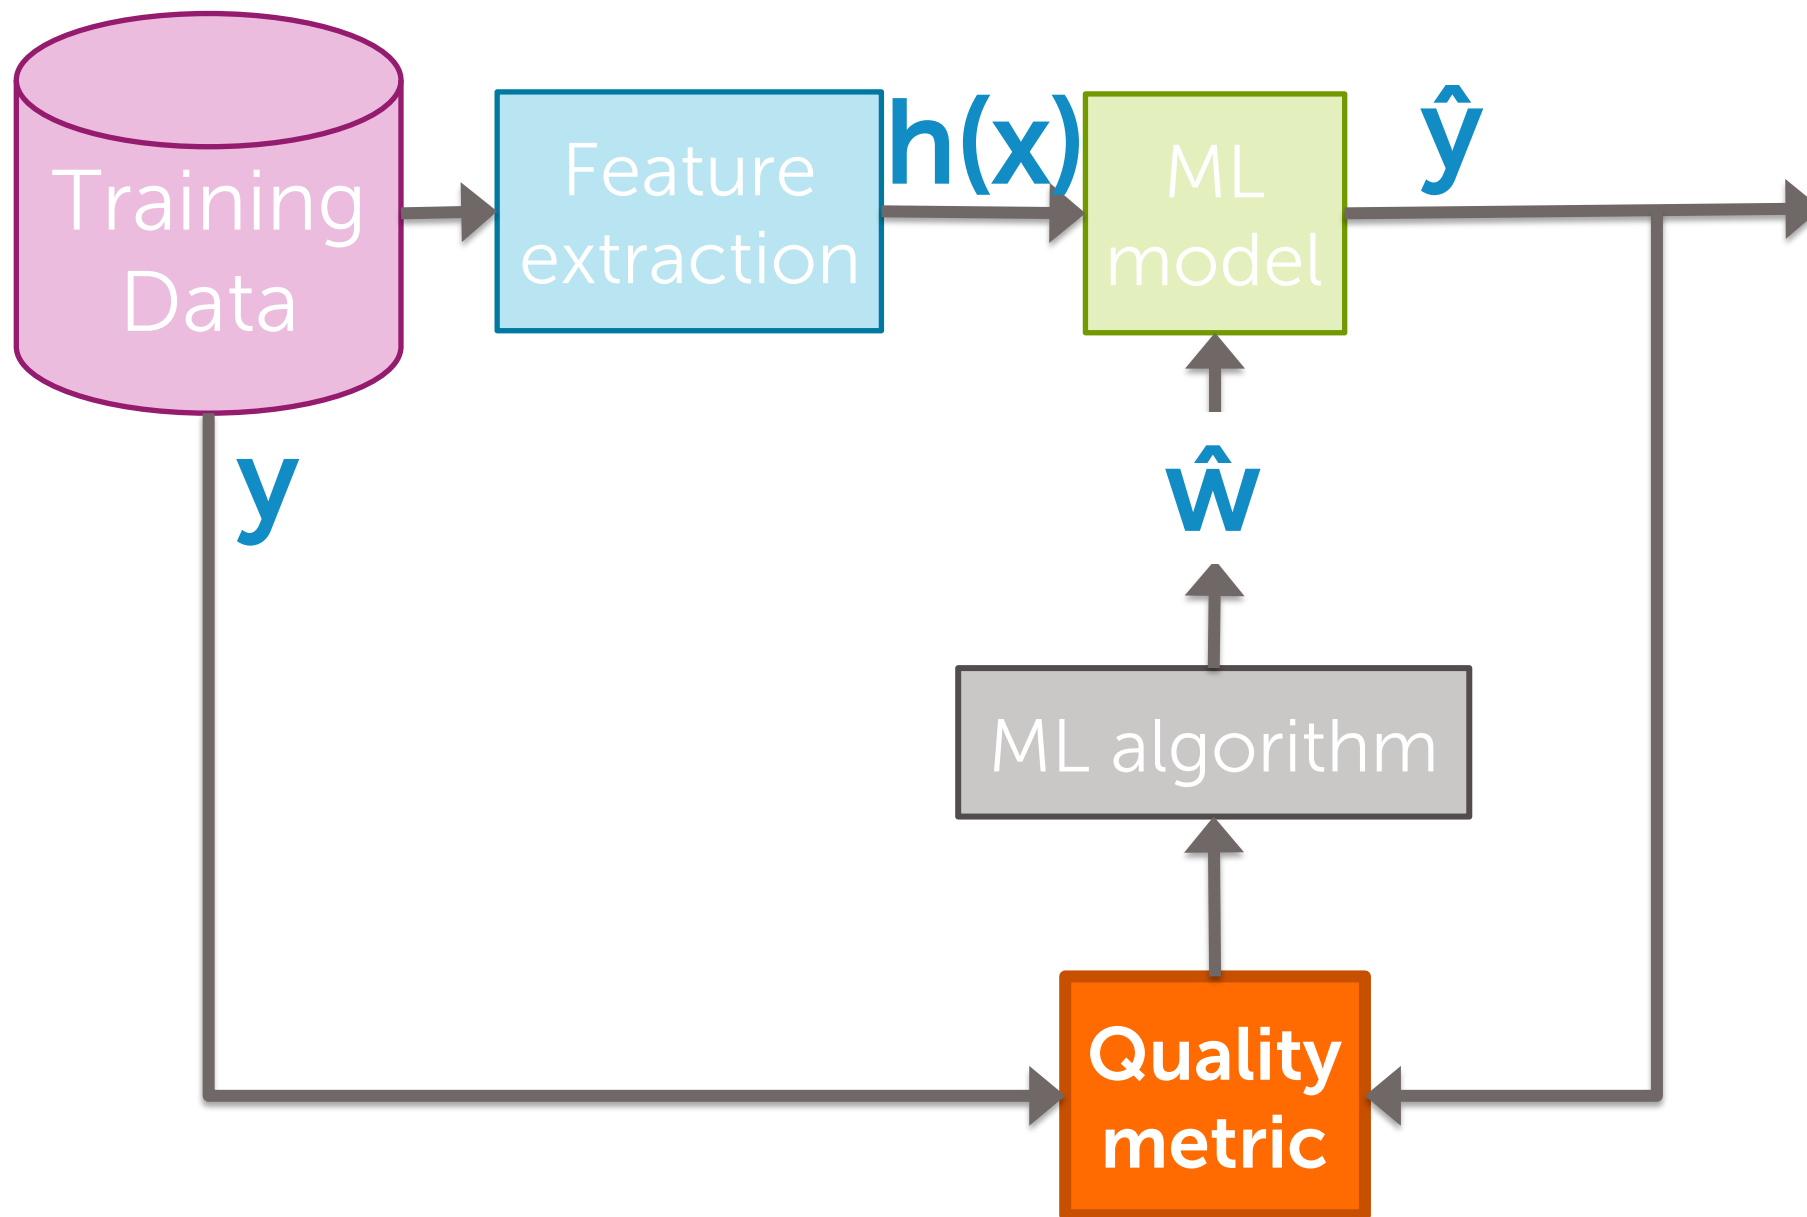 Training
Data
Feature
extraction
h(x)
ML
model
ŷ
y
ŵ
ML algorithm
Quality
metric